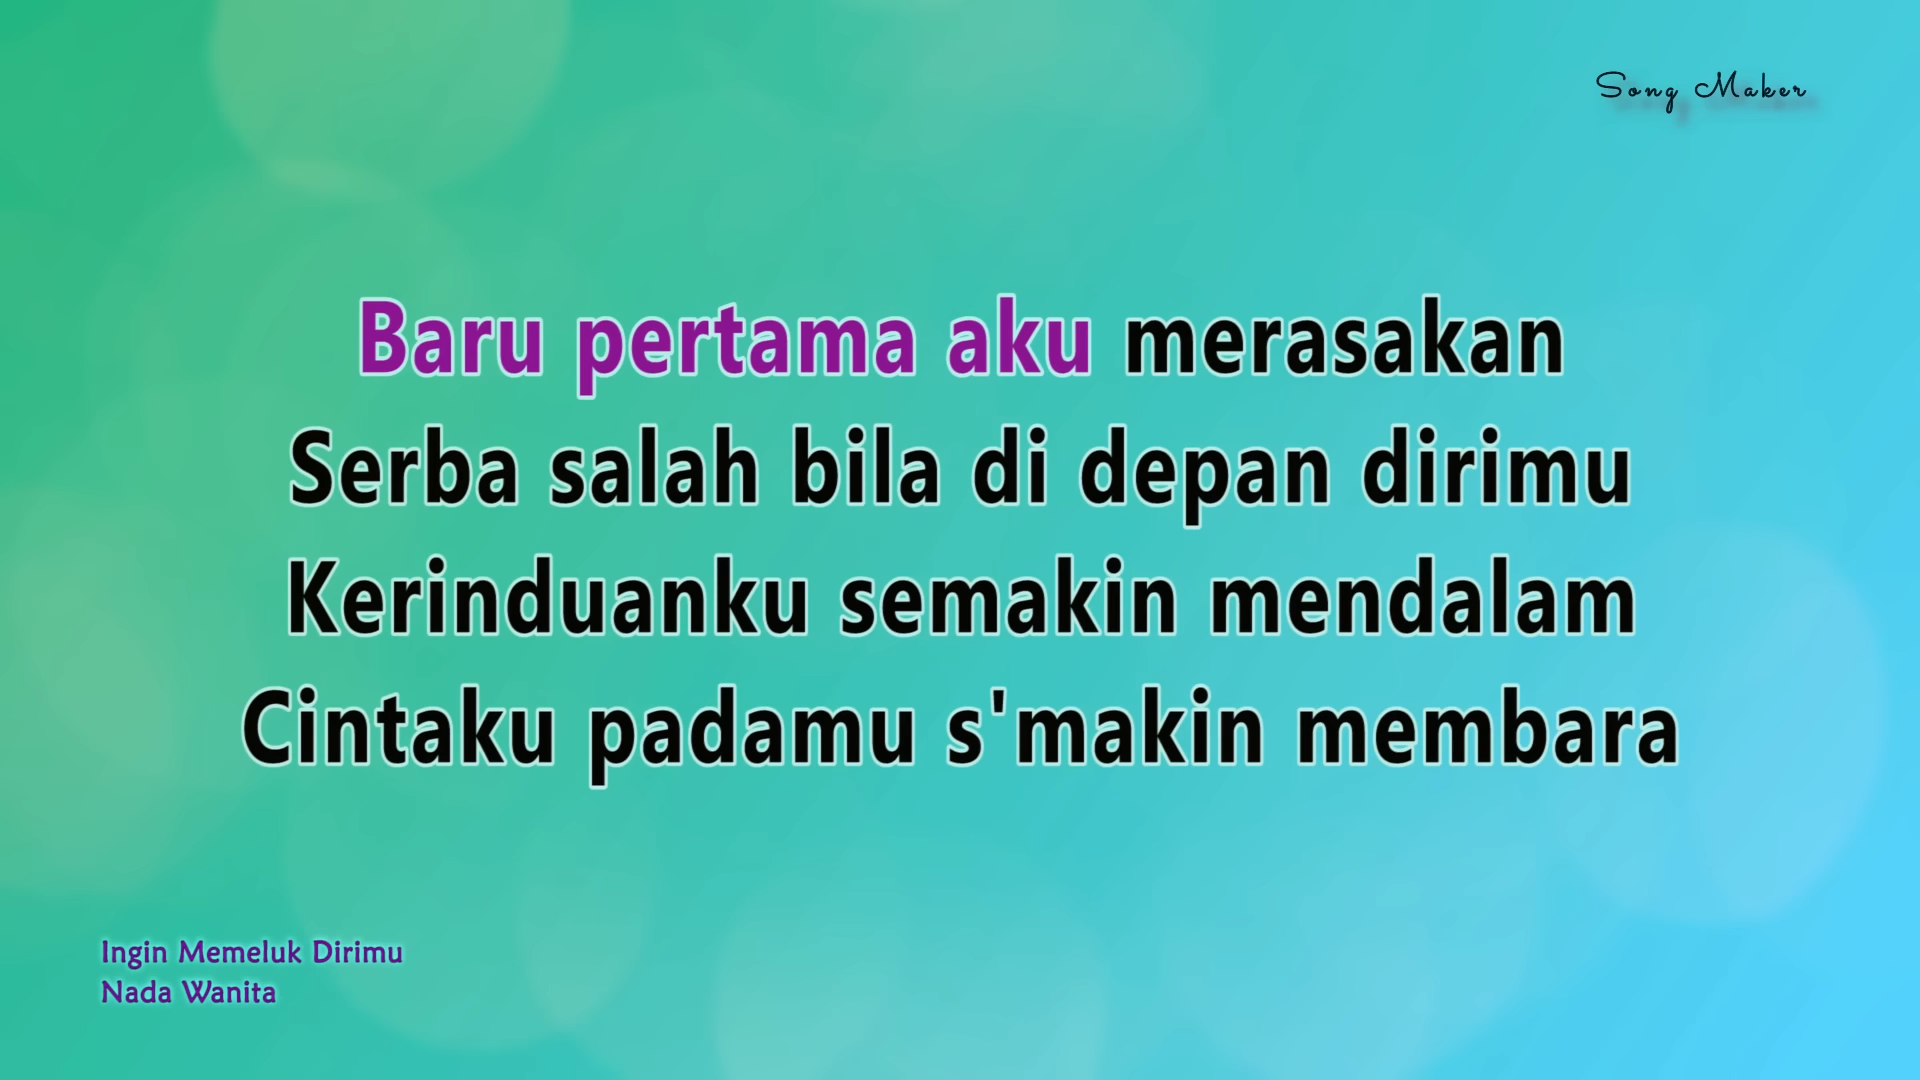 Song Maker
Baru pertama aku merasakan
Serba salah bila di depan dirimu
Kerinduanku semakin mendalam
Cintaku padamu s'makin membara
Ingin Memeluk Dirimu
Nada Wanita